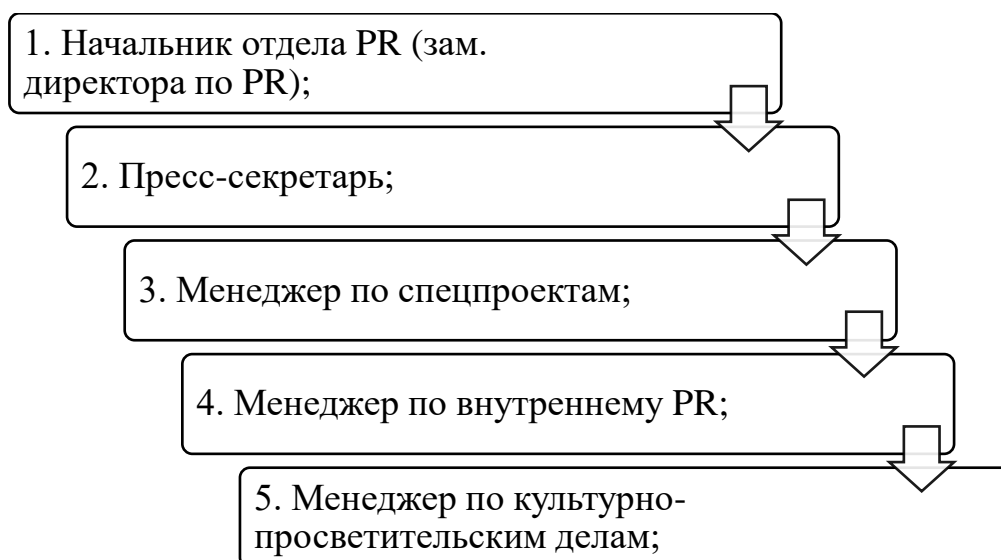 1. Начальник отдела PR (зам.
директора по PR);
2. Пресс-секретарь;
3. Менеджер по спецпроектам;
4. Менеджер по внутреннему PR;
5. Менеджер по культурно-
просветительским делам;